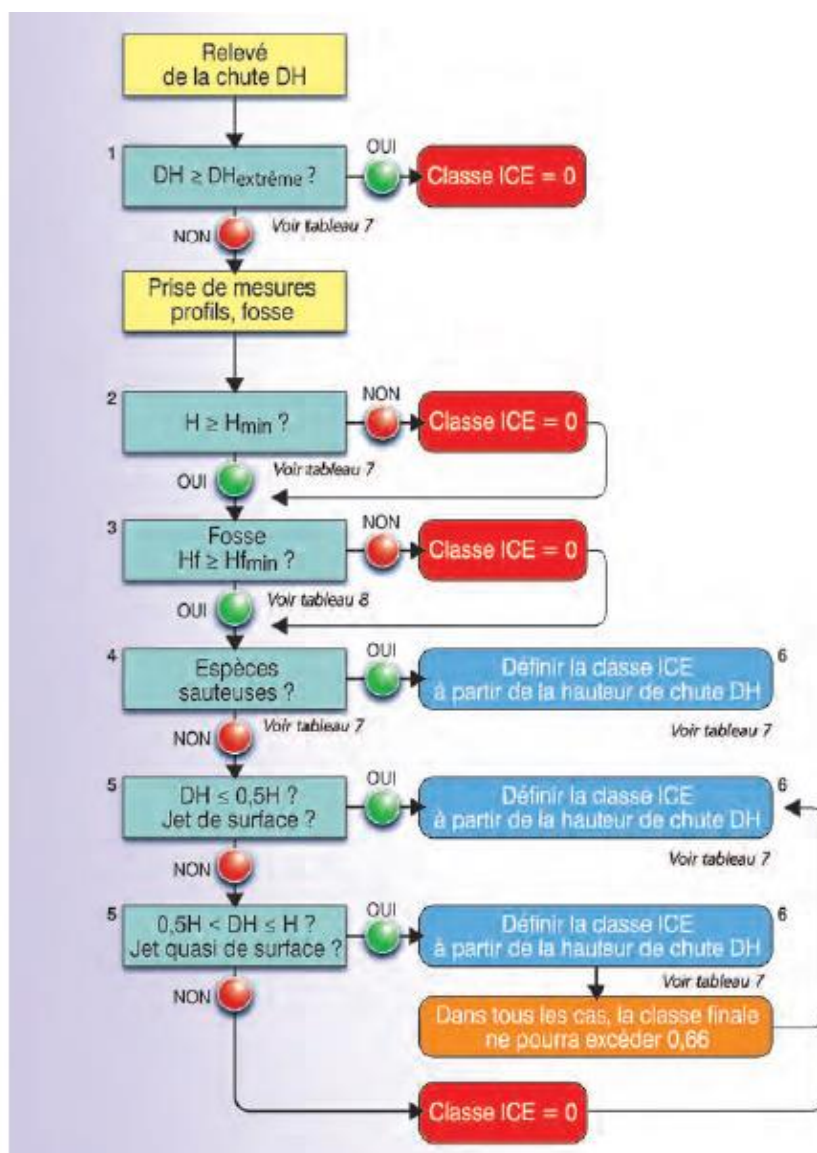 Relevé
de la chute DH
1
DH ≥ DHextrême ?
OUI
Classe ICE = 0
NON
Voir tableau 7
Prise de mesures
profils, fosse
2
H ≥ Hmin ?
NON
Classe ICE = 0
OUI
Voir tableau 7
3
Fosse
Hf ≥ Hfmin ?
NON
Classe ICE = 0
OUI
Voir tableau 8
4
Espèces
sauteuses ?
OUI
Définir la classe ICE
à partir de la hauteur de chute DH
6
NON
Voir tableau 7
Voir tableau 7
5
DH ≤ 0,5H ?
Jet de surface ?
OUI
Définir la classe ICE
à partir de la hauteur de chute DH
6
NON
Voir tableau 7
5
0,5H < DH ≤ H ?
Jet quasi de surface ?
OUI
Définir la classe ICE
à partir de la hauteur de chute DH
6
Voir tableau 7
NON
Dans tous les cas, la classe finale
ne pourra excéder 0,66
Classe ICE = 0